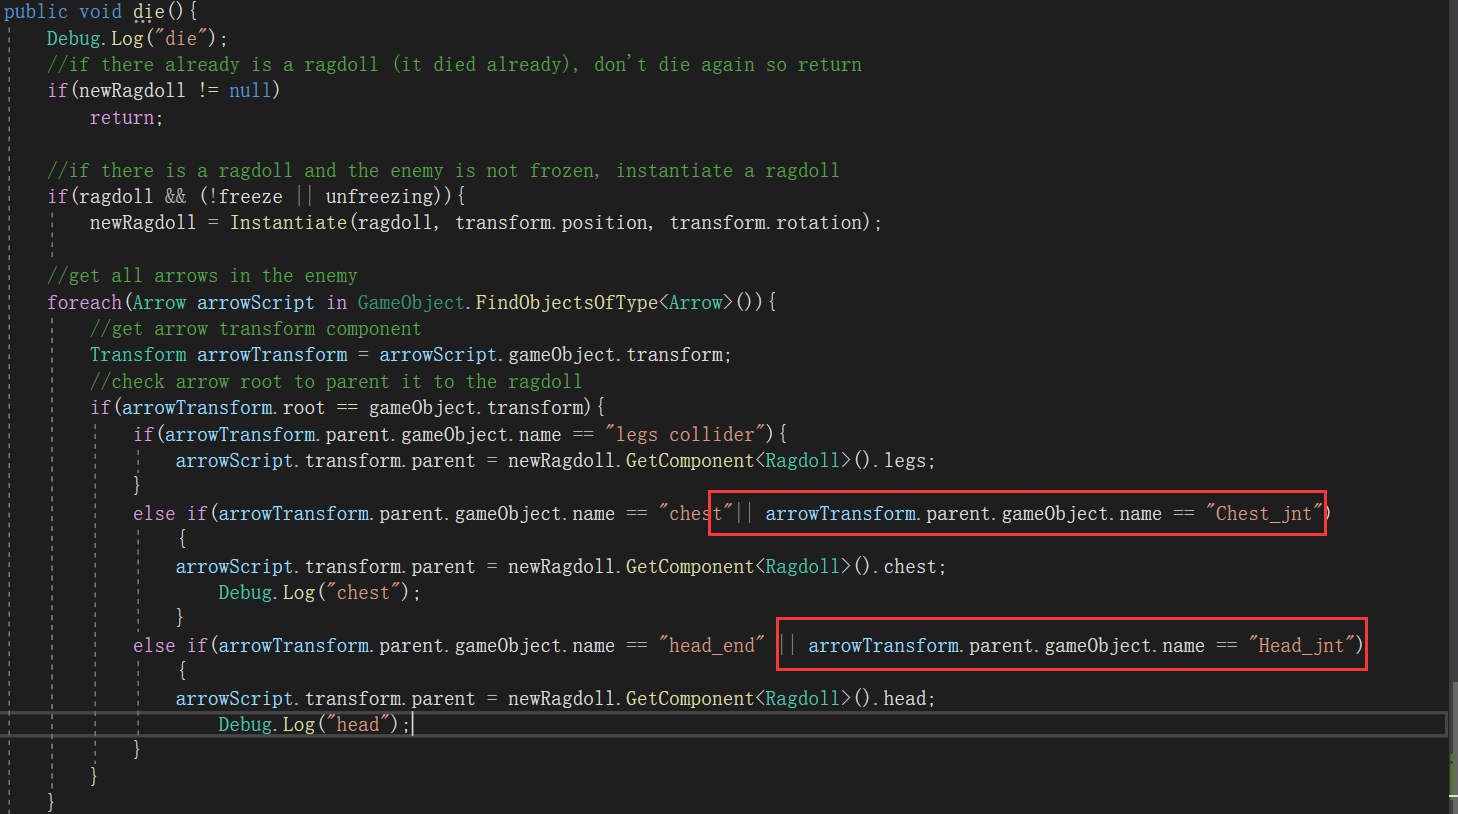 public void die(){
Debug.Log("die");
//if there already is a ragdoll (it died already), don't die again so return
if(newRagdoll != null)
return;
//if there is a ragdoll and the enemy is not frozen, instantiate a ragdoll
if(ragdoll && (!freeze || unfreezing)){
newRagdoll = Instantiate(ragdoll, transform.position, transform.rotation);
//get all arrows in the enemy
foreach(Arrow arrowScript in GameObject.FindObjectsOfType<Arrow>()){
//get arrow transform component
Transform arrowTransform = arrowScript.gameObject.transform;
//check arrow root to parent it to the ragdoll
if(arrowTransform.root == gameObject.transform){
if(arrowTransform.parent.gameObject.name == "legs collider"){
arrowScript.transform.parent = newRagdoll.GetComponent<Ragdoll>().legs;
}
else if(arrowTransform.parent.gameObject.name == "chest"|| arrowTransform.parent.gameObject.name == "Chest_jnt")
{
arrowScript.transform.parent = newRagdoll.GetComponent<Ragdoll>().chest;
Debug.Log("chest");
}
else if(arrowTransform.parent.gameObject.name == "head_end" || arrowTransform.parent.gameObject.name == "Head_jnt")
{
arrowScript.transform.parent = newRagdoll.GetComponent<Ragdoll>().head;
Debug.Log("head");
}
}
}